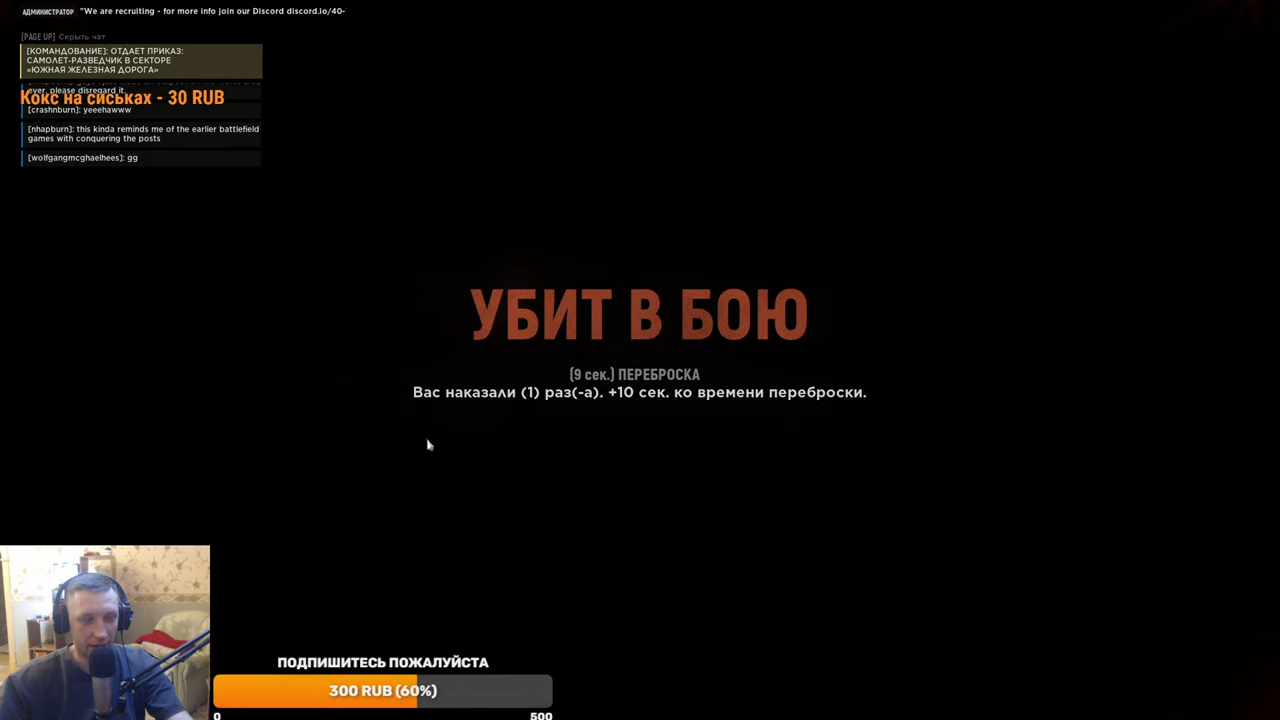 АДМИНИСТРАТОР "We are recruiting - for more info join our Discord discord.io/40-
[PAGE UP] Скрыть чат
[КОМАНДОВАНИЕ]: ОТДАЕТ ПРИКАЗ:
САМОЛЕТ-РАЗВЕДЧИК В СЕКТОРЕ
«ЮЖНАЯ ЖЕЛЕЗНАЯ ДОРОГА»
ever, please disregard it.
Кокс на сиськах - 30 RUB
[crashnburn]: yeeehawww
[nhapburn]: this kinda reminds me of the earlier battlefield
games with conquering the posts
[wolfgangmcghaelhees]: gg
УБИТ В БОЮ
(9 сек.) ПЕРЕБРОСКА
Вас наказали (1) раз(-а). +10 сек. ко времени переброски.
ПОДПИШИТЕСЬ ПОЖАЛУЙСТА
300 RUB (60%)
0 500